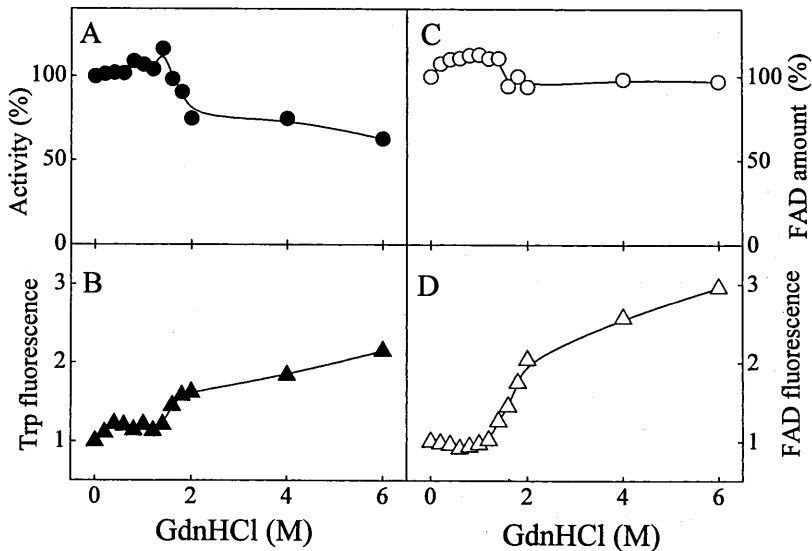 A
Activity (%)
100
50
0
C
FAD amount (%)
100
50
0
B
Trp fluorescence
3
2
1
0 2 4 6
GdnHCl (M)
D
FAD fluorescence
3
2
1
0 2 4 6
GdnHCl (M)